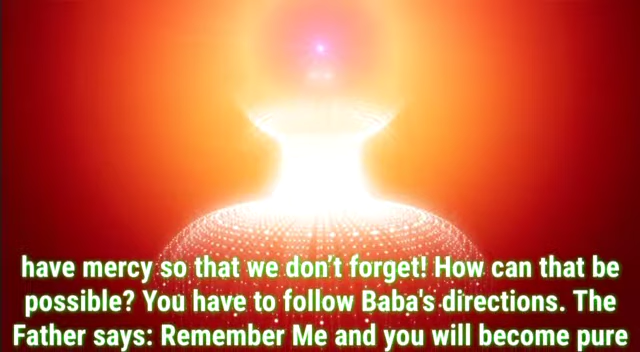 have mercy so that we don’t forget! How can that be
possible? You have to follow Baba's directions. The
Father says: Remember Me and you will become pure